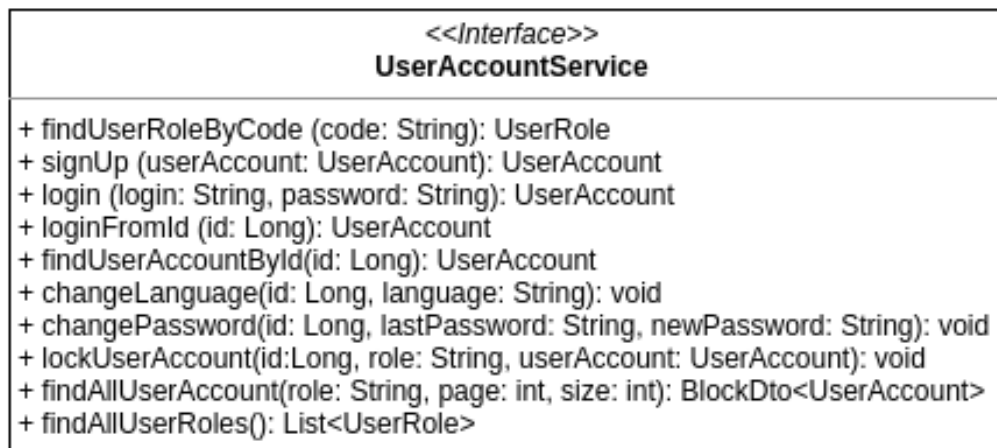 <<Interface>>
UserAccountService
+ findUserRoleByCode (code: String): UserRole
+ signUp (userAccount: UserAccount): UserAccount
+ login (login: String, password: String): UserAccount
+ loginFromId (id: Long): UserAccount
+ findUserAccountById(id: Long): UserAccount
+ changeLanguage(id: Long, language: String): void
+ changePassword(id: Long, lastPassword: String, newPassword: String): void
+ lockUserAccount(id:Long, role: String, userAccount: UserAccount): void
+ findAllUserAccount(role: String, page: int, size: int): BlockDto<UserAccount>
+ findAllUserRoles(): List<UserRole>